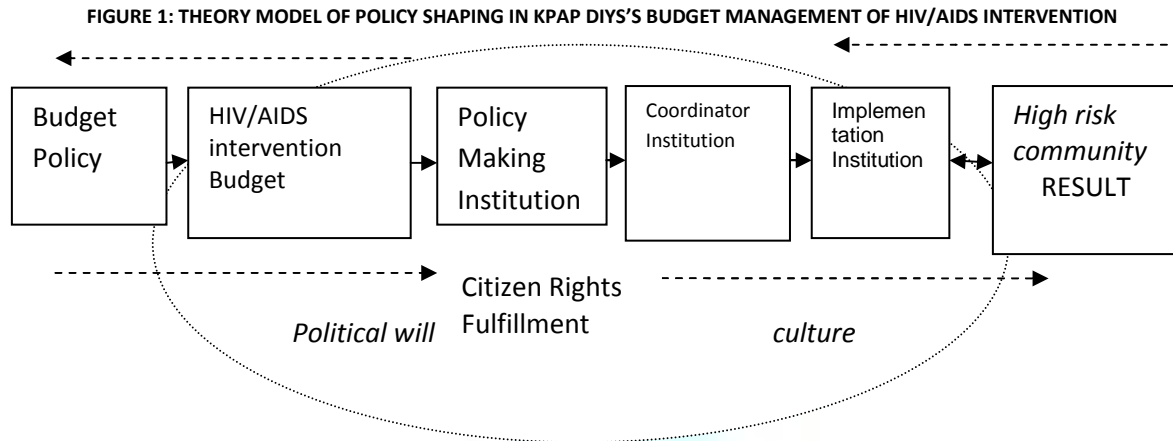 FIGURE 1: THEORY MODEL OF POLICY SHAPING IN KPAP DIYS’S BUDGET MANAGEMENT OF HIV/AIDS INTERVENTION
Budget
Policy
HIV/AIDS
intervention
Budget
Policy
Making
Institution
Coordinator
Institution
Implemen
tation
Institution
High risk
community
RESULT
Citizen Rights
Fulfillment
Political will
culture